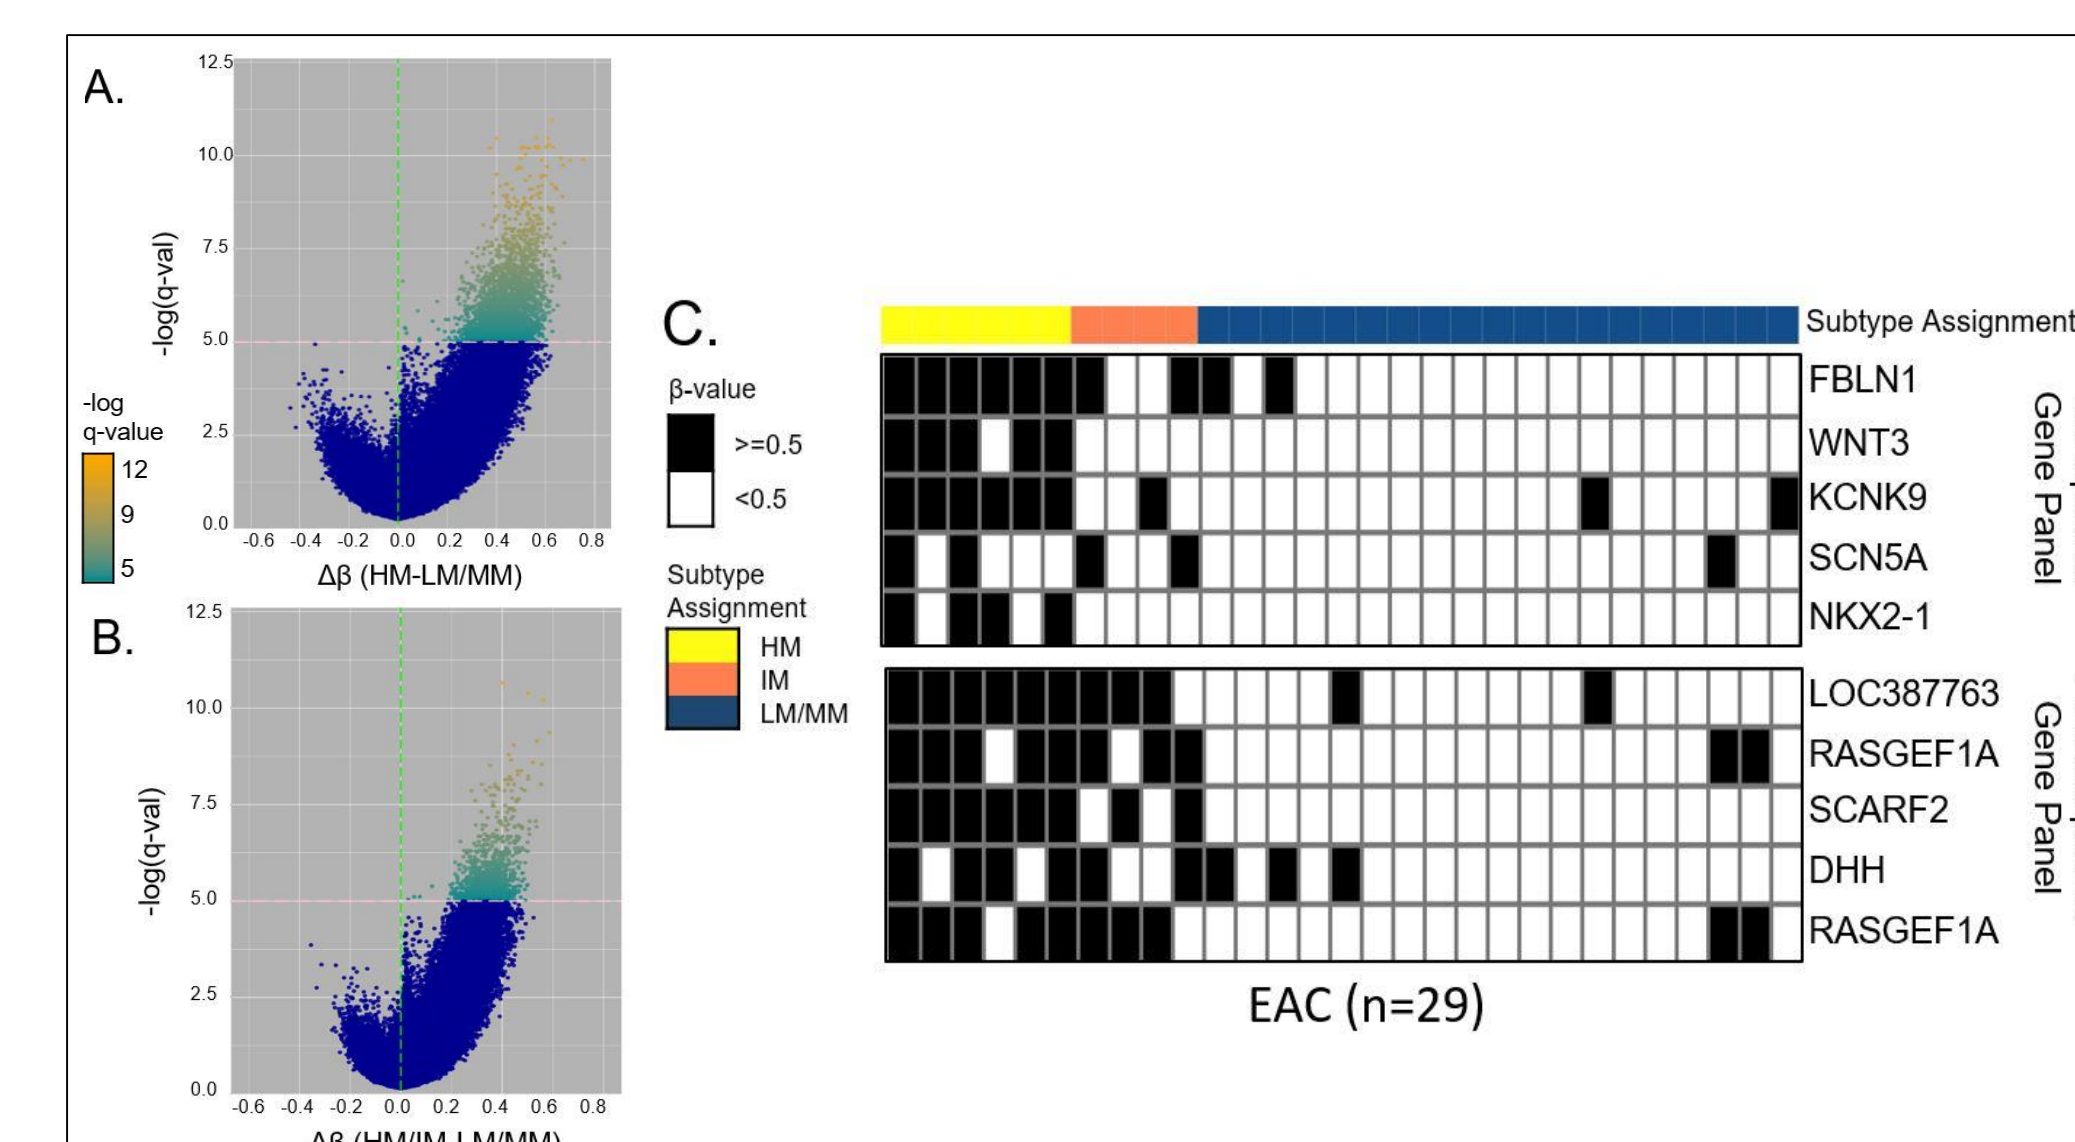 A.
12.5
10.0
7.5
5.0
2.5
0.0
-log(q-val)
-0.6 -0.4 -0.2 0.0 0.2 0.4 0.6 0.8
Δβ (HM-LM/MM)
-log
q-value
12
9
5
B.
12.5
10.0
7.5
5.0
2.5
0.0
-log(q-val)
-0.6 -0.4 -0.2 0.0 0.2 0.4 0.6 0.8
Δβ (HM/IM-LM/MM)
C.
β-value
>=0.5
<0.5
Subtype
Assignment
HM
IM
LM/MM
Subtype Assignment
FBLN1
WNT3
KCNK9
SCN5A
NKX2-1
Gene Panel
LOC387763
RASGEF1A
SCARF2
DHH
RASGEF1A
Gene Panel
EAC (n=29)